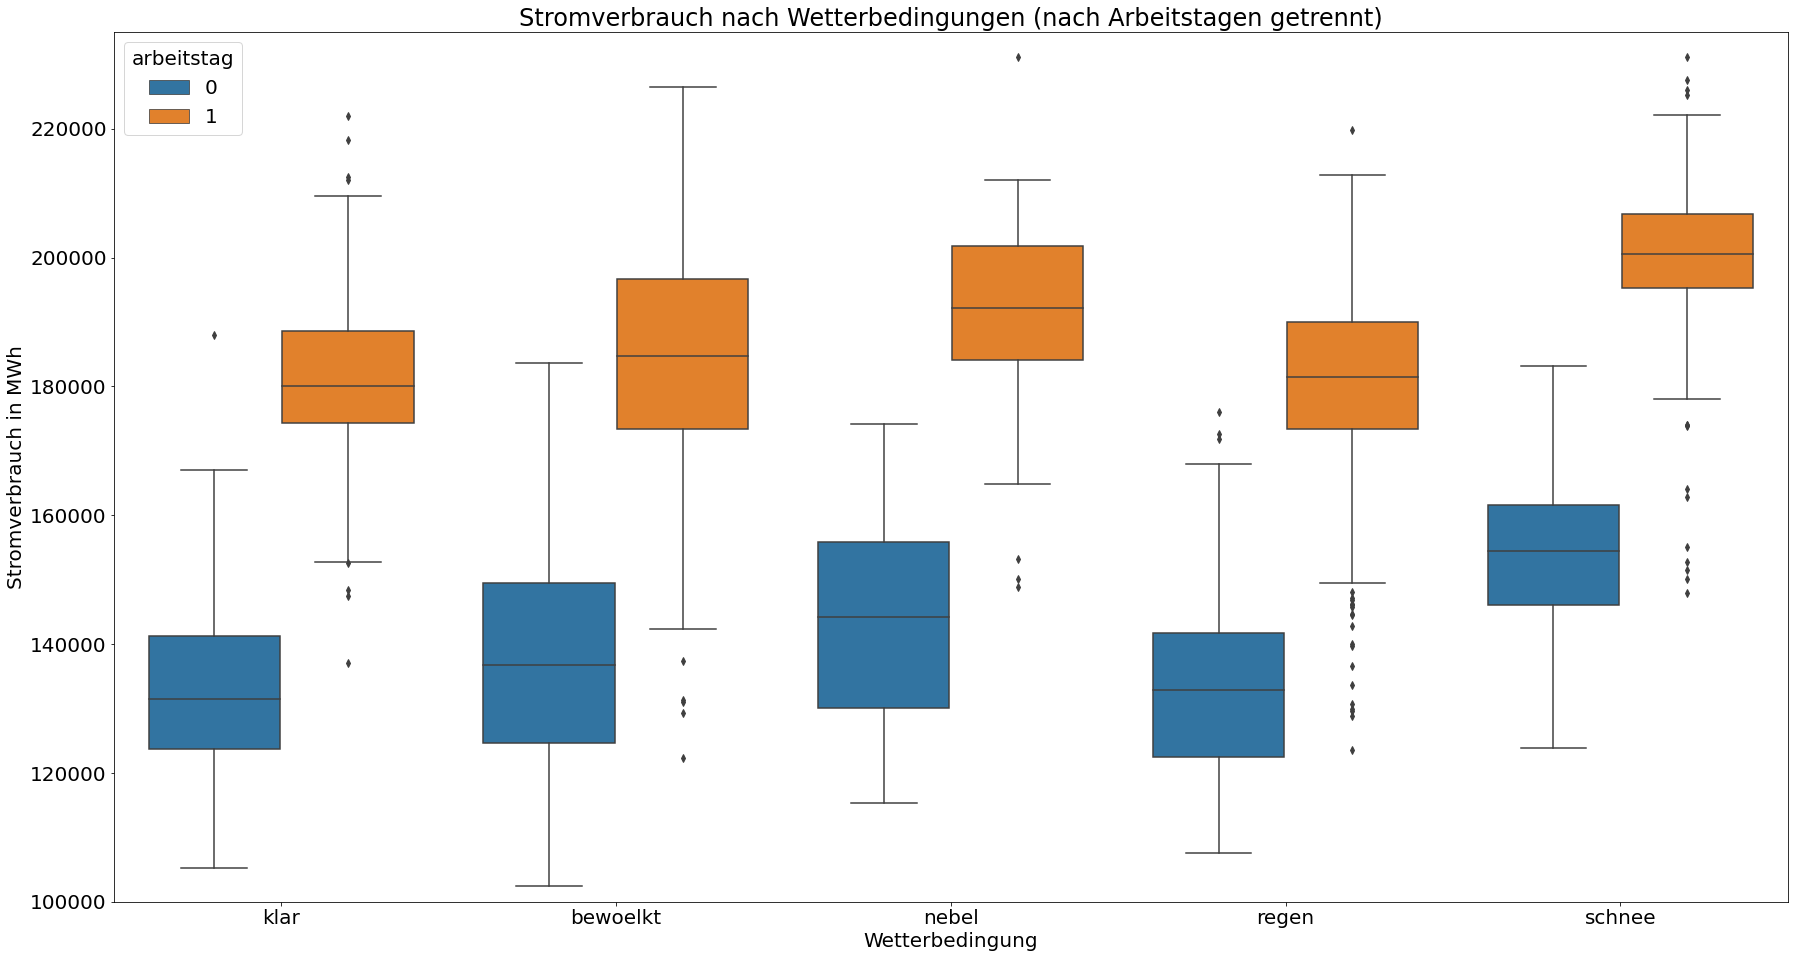 Stromverbrauch nach Wetterbedingungen (nach Arbeitstagen getrennt)
arbeitstag
0
1
Stromverbrauch in MWh
220000
200000
180000
160000
140000
120000
100000
klar bewoelkt nebel regen schnee
Wetterbedingung